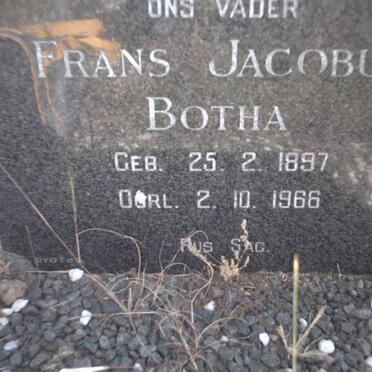 ONS VADER
FRANS JACOBU
BOTHA
GEB. 25. 2. 1897
OORL. 2. 10. 1966
RUS SAG.